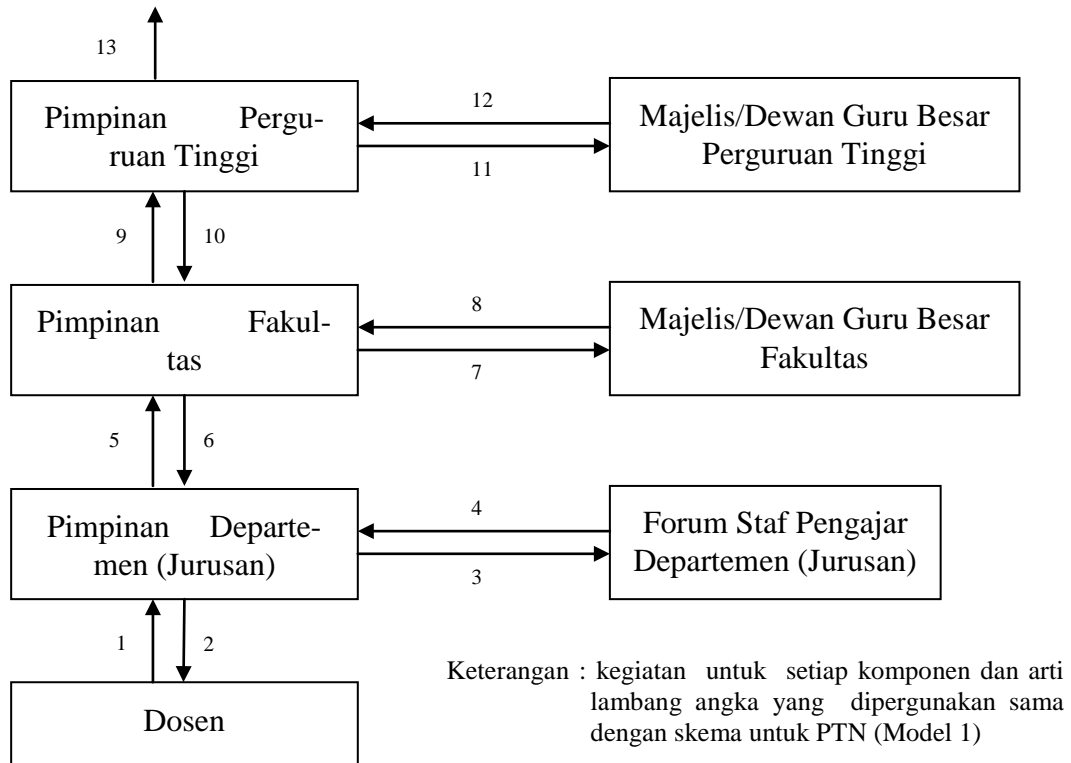 13
Pimpinan Pergu-
ruan Tinggi
12
11
Majelis/Dewan Guru Besar
Perguruan Tinggi
9
10
Pimpinan Fakul-
tas
8
7
Majelis/Dewan Guru Besar
Fakultas
5
6
Pimpinan Departe-
men (Jurusan)
4
3
Forum Staf Pengajar
Departemen (Jurusan)
1
2
Dosen
Keterangan : kegiatan untuk setiap komponen dan arti
lambang angka yang dipergunakan sama
dengan skema untuk PTN (Model 1)